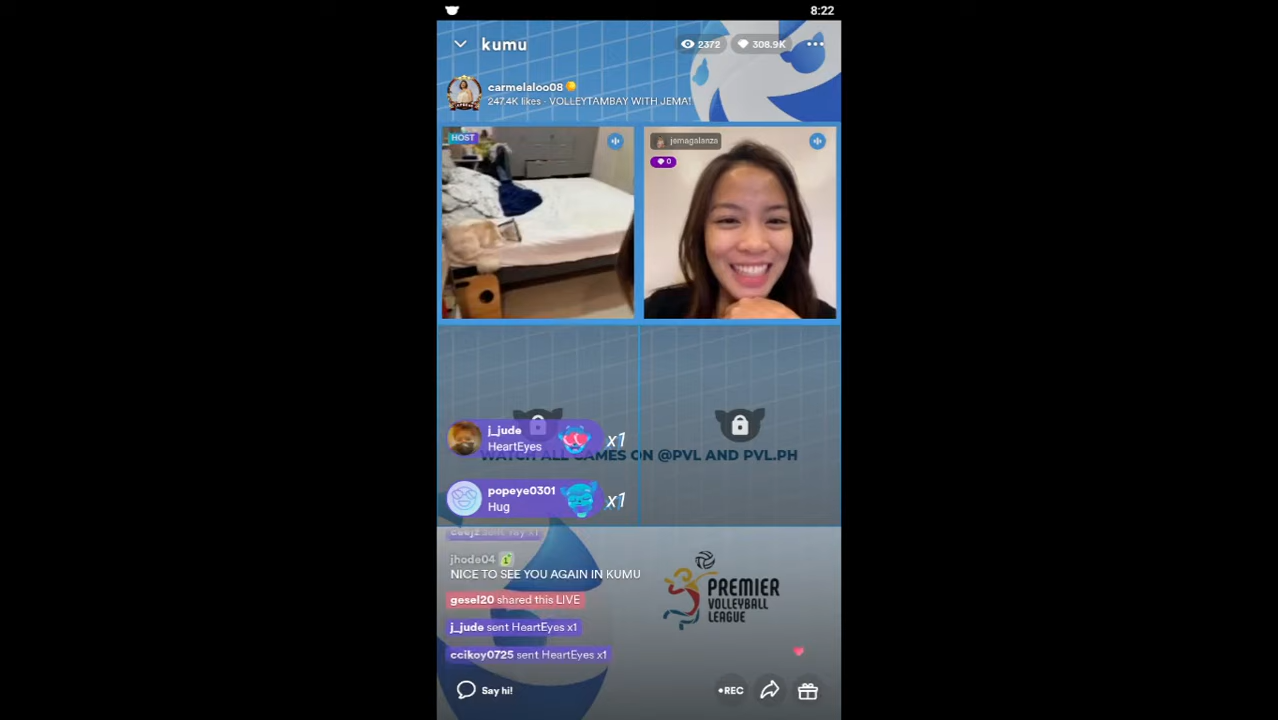 8:22
kumu
2372
308.9K
carmelaloo08
247.4K likes · VOLLEYTAMBAY WITH JEMA!
HOST
jemagalanza
0
j_jude
HeartEyes
x1
WATCH ALL GAMES ON @PVL AND PVL.PH
popeye0301
Hug
x1
jhode04
NICE TO SEE YOU AGAIN IN KUMU
gesel20 shared this LIVE
j_jude sent HeartEyes x1
ccikoy0725 sent HeartEyes x1
PREMIER
VOLLEYBALL
LEAGUE
Say hi!
•REC